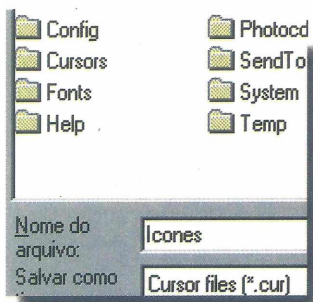 Config
Cursors
Fonts
Help
Photocd
SendTo
System
Temp
Nome do
arquivo:
Icones
Salvar como
Cursor files (*.cur)